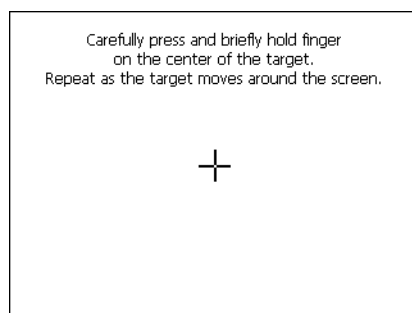 Carefully press and briefly hold finger
on the center of the target.
Repeat as the target moves around the screen.